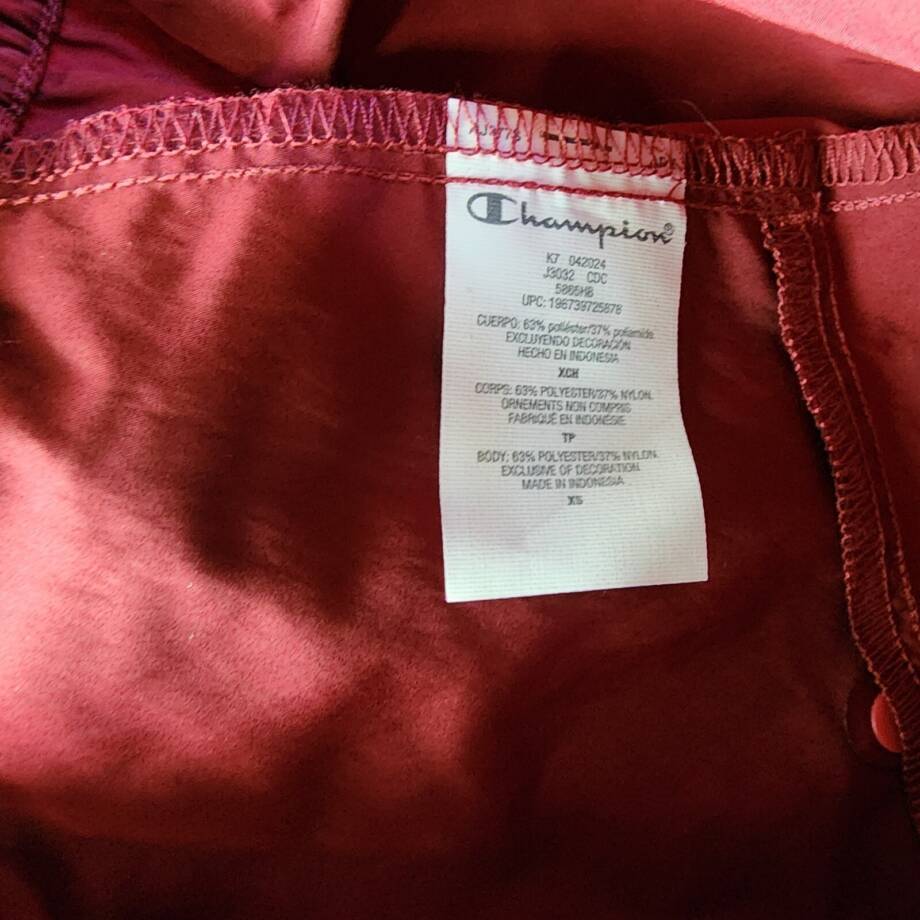 Champion®
K7 042024
J3032 CDC
5865HB
UPC: 196739725878
CUERPO: 63% poliéster/37% poliamida
EXCLUYENDO DECORACIÓN
HECHO EN INDONESIA
XCH
CORPS: 63% POLYESTER/37% NYLON.
ORNEMENTS NON COMPRIS
FABRIQUÉ EN INDONÉSIE
TP
BODY: 63% POLYESTER/37% NYLON.
EXCLUSIVE OF DECORATION
MADE IN INDONESIA
XS